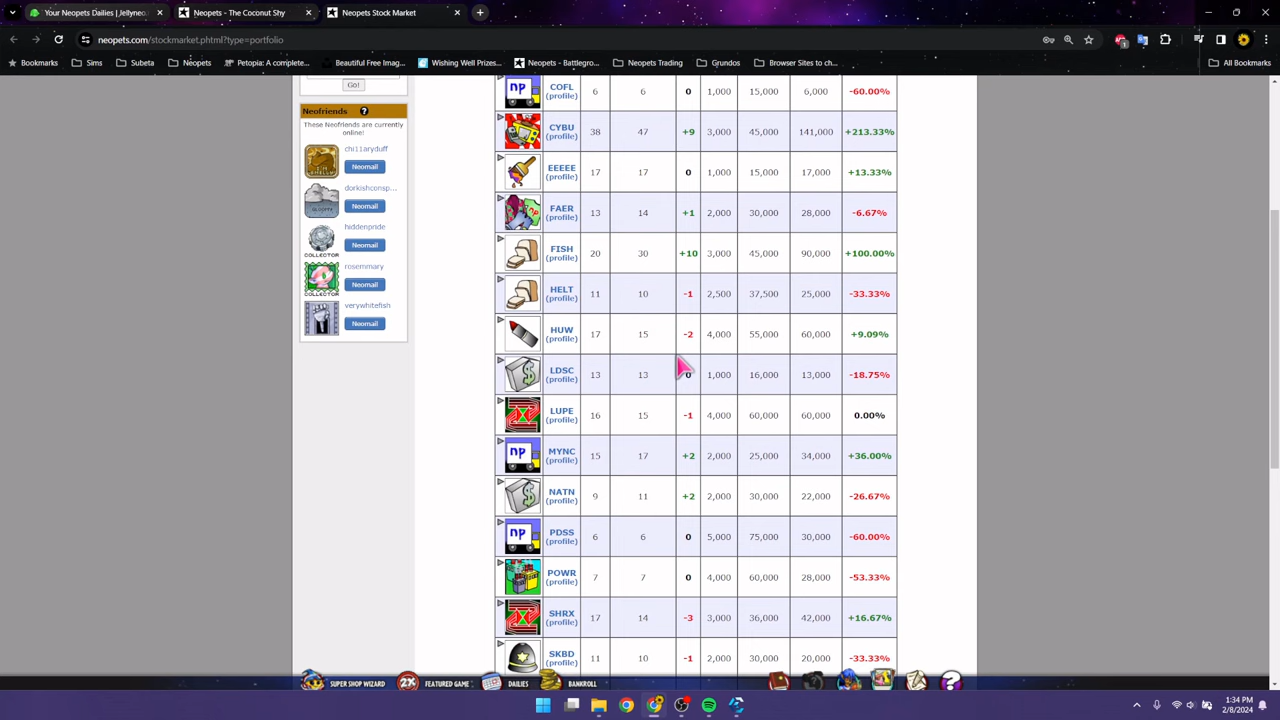 Your Neopets Dailies | Jellyneo
Neopets - The Coconut Shy
Neopets Stock Market
neopets.com/stockmarket.phtml?type=portfolio
Bookmarks Sims Subeta Neopets Petopia: A complete... Beautiful Free Imag... Wishing Well Prizes... Neopets - Battlegro... Neopets Trading Grundos Browser Sites to ch... All Bookmarks
Go!
Neofriends ?
These Neofriends are currently
online!
chi11aryduff
Neomail
dorkishconsp...
Neomail
hiddenpride
Neomail
COLLECTOR
rosemmary
Neomail
COLLECTOR
verywhitefish
Neomail
np COFL (profile) 6 6 0 1,000 15,000 6,000 -60.00%
CYBU (profile) 38 47 +9 3,000 45,000 141,000 +213.33%
EEEEE (profile) 17 17 0 1,000 15,000 17,000 +13.33%
FAER (profile) 13 14 +1 2,000 30,000 28,000 -6.67%
FISH (profile) 20 30 +10 3,000 45,000 90,000 +100.00%
HELT (profile) 11 10 -1 2,500 -33.33%
HUW (profile) 17 15 -2 4,000 55,000 60,000 +9.09%
LDSC (profile) 13 13 0 1,000 16,000 13,000 -18.75%
LUPE (profile) 16 15 -1 4,000 60,000 60,000 0.00%
np MYNC (profile) 15 17 +2 2,000 25,000 34,000 +36.00%
NATN (profile) 9 11 +2 2,000 30,000 22,000 -26.67%
np PDSS (profile) 6 6 0 5,000 75,000 30,000 -60.00%
POWR (profile) 7 7 0 4,000 60,000 28,000 -53.33%
SHRX (profile) 17 14 -3 3,000 36,000 42,000 +16.67%
SKBD (profile) 11 10 -1 2,000 30,000 20,000 -33.33%
SUPER SHOP WIZARD 2X FEATURED GAME DAILIES BANKROLL ?
1:34 PM
2/8/2024